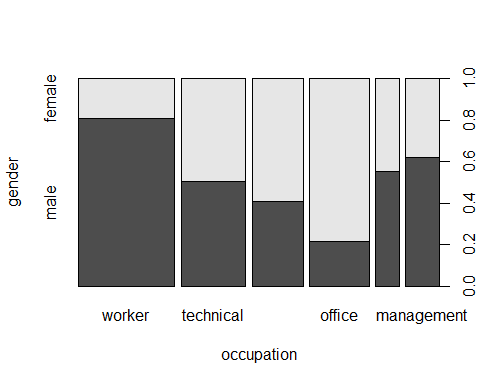 female
male
gender
1.0
0.8
0.6
0.4
0.2
0.0
worker technical office management
occupation